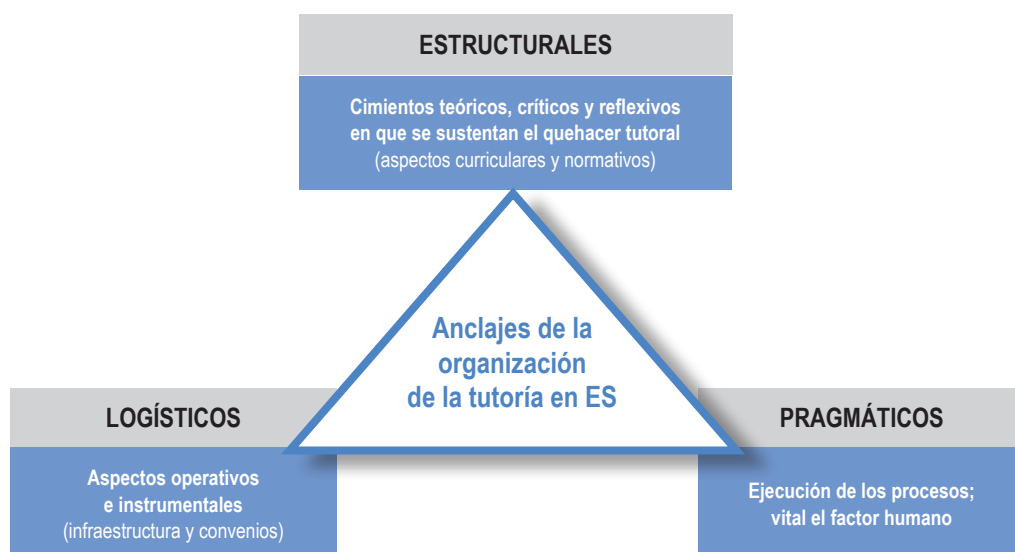 ESTRUCTURALES
Cimientos teóricos, críticos y reflexivos
en que se sustentan el quehacer tutoral
(aspectos curriculares y normativos)
Anclajes de la
organización
de la tutoría en ES
LOGÍSTICOS
Aspectos operativos
e instrumentales
(infraestructura y convenios)
PRAGMÁTICOS
Ejecución de los procesos;
vital el factor humano